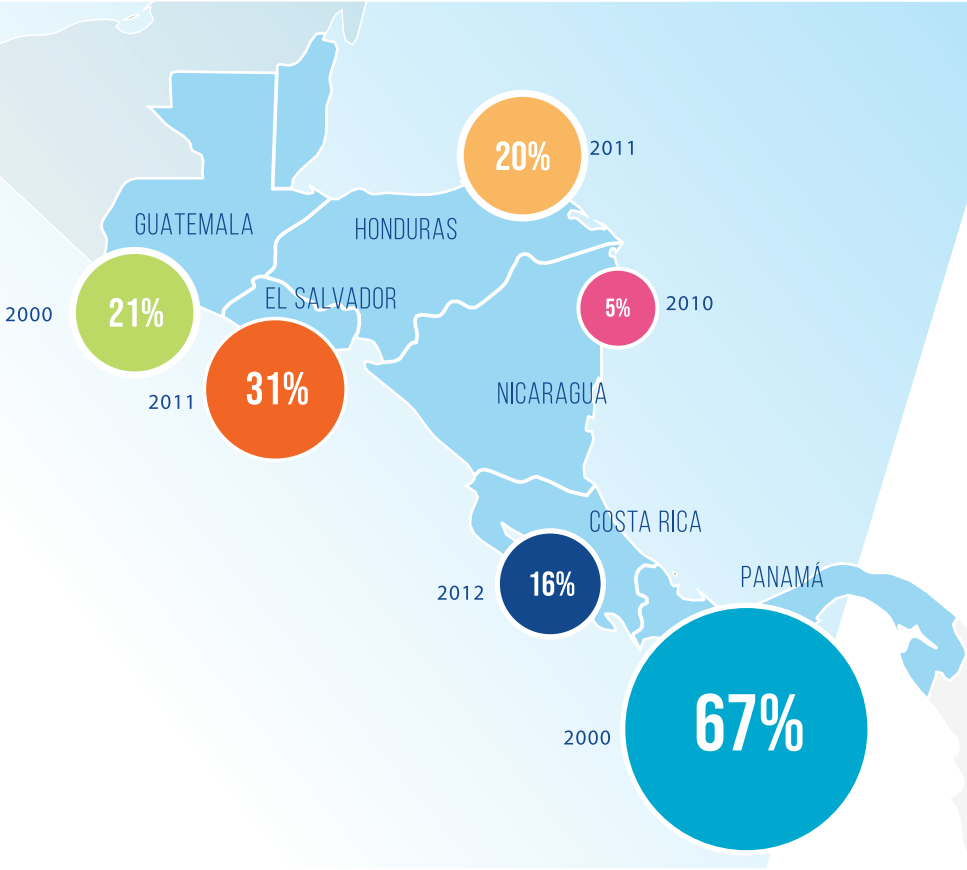 20%
2011
GUATEMALA
HONDURAS
EL SALVADOR
2000
21%
5%
2010
2011
31%
NICARAGUA
COSTA RICA
2012
16%
PANAMÁ
2000
67%